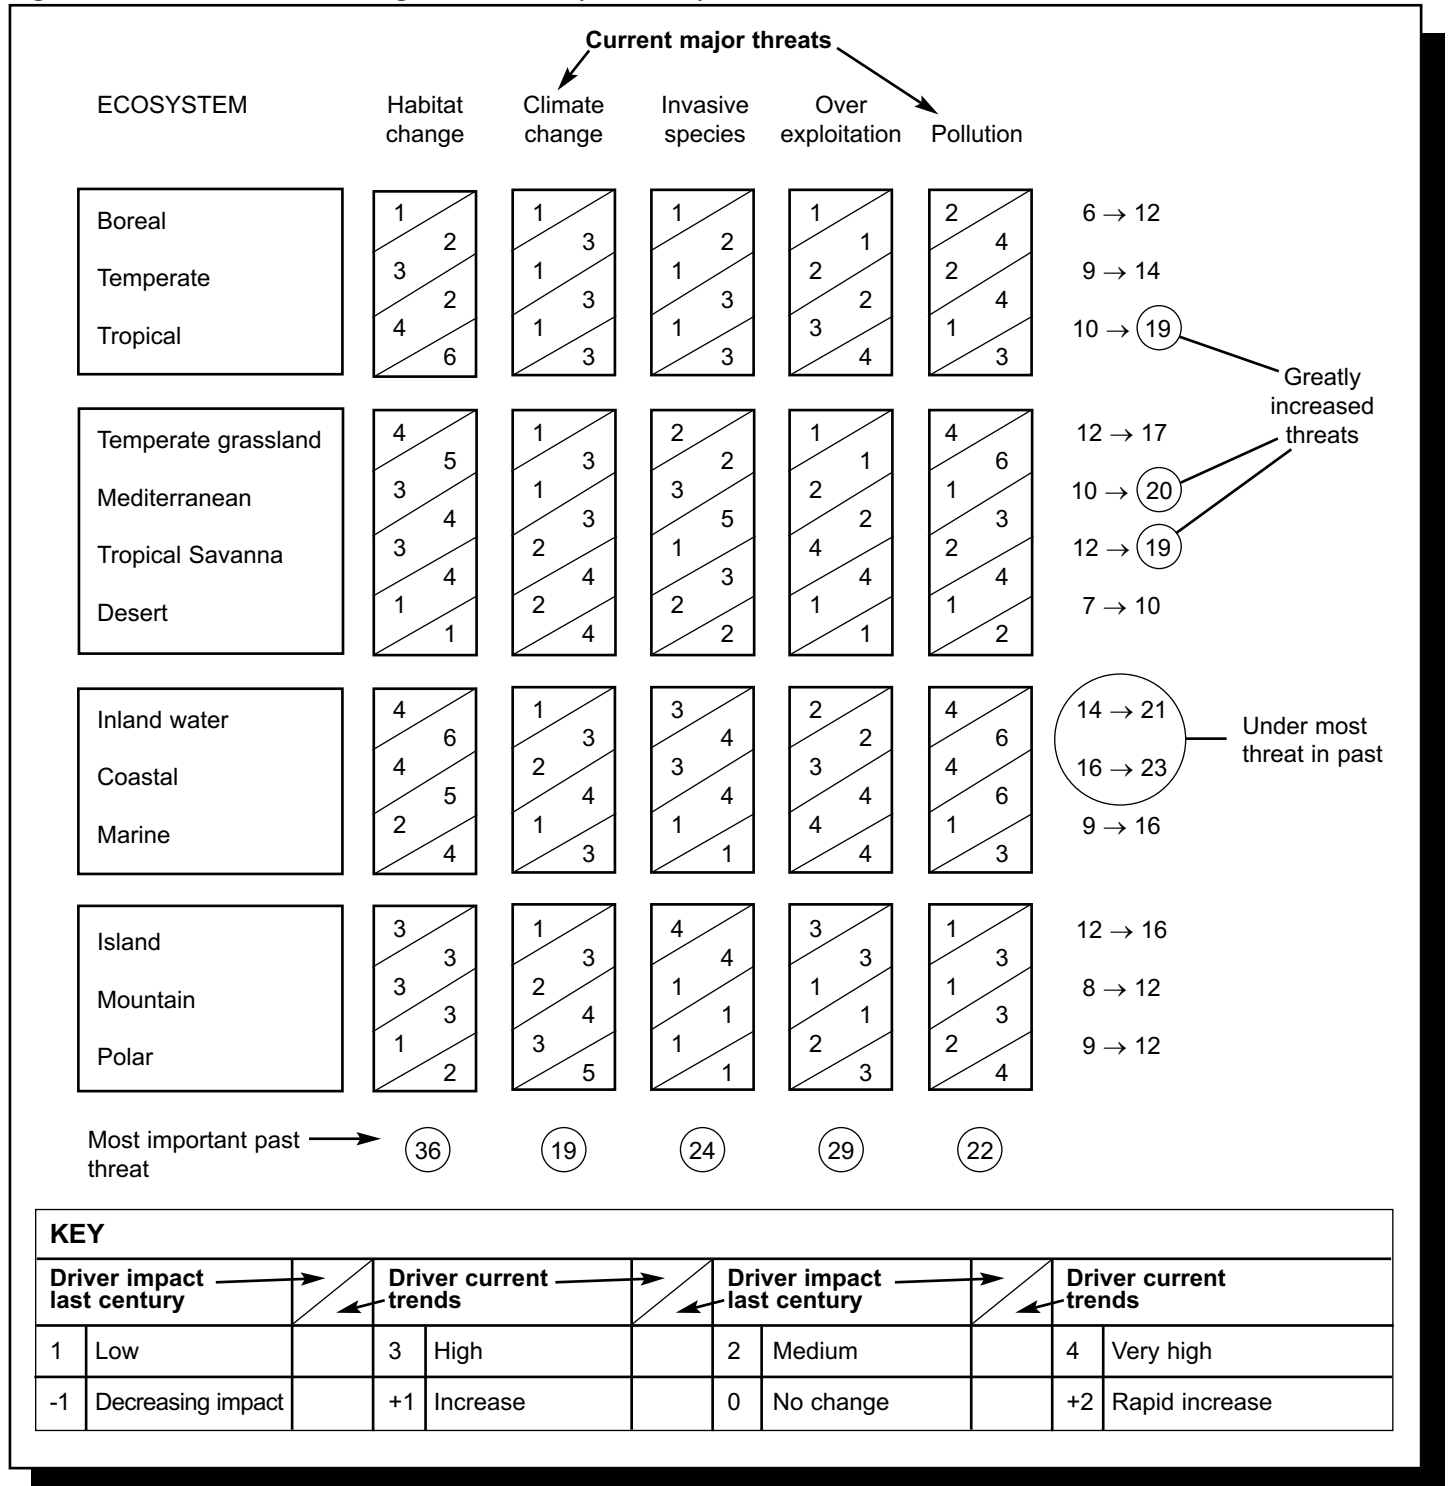 Current major threats
ECOSYSTEM
Habitat change
Climate change
Invasive species
Over exploitation
Pollution
Boreal 1 2 1 3 1 2 1 1 2 4 6 → 12
Temperate 3 2 1 3 1 3 2 2 2 4 9 → 14
Tropical 4 6 1 3 1 3 3 4 1 3 10 → 19
Greatly
increased
threats
Temperate grassland 4 5 1 3 2 2 1 1 4 6 12 → 17
Mediterranean 3 4 1 3 3 5 2 2 1 3 10 → 20
Tropical Savanna 3 4 2 4 1 3 4 4 2 4 12 → 19
Desert 1 1 2 4 2 2 1 1 1 2 7 → 10
Inland water 4 6 1 3 3 4 2 2 4 6 14 → 21
Coastal 4 5 2 4 3 4 3 4 4 6 16 → 23
Marine 2 4 1 3 1 1 4 4 1 3 9 → 16
Under most
threat in past
Island 3 3 1 3 4 4 3 3 1 3 12 → 16
Mountain 3 3 2 4 1 1 1 1 1 3 8 → 12
Polar 1 2 3 5 1 1 2 3 2 4 9 → 12
Most important past
threat
36 19 24 29 22
KEY
Driver impact
last century
Driver current
trends
Driver impact
last century
Driver current
trends
1 Low 3 High 2 Medium 4 Very high
-1 Decreasing impact +1 Increase 0 No change +2 Rapid increase